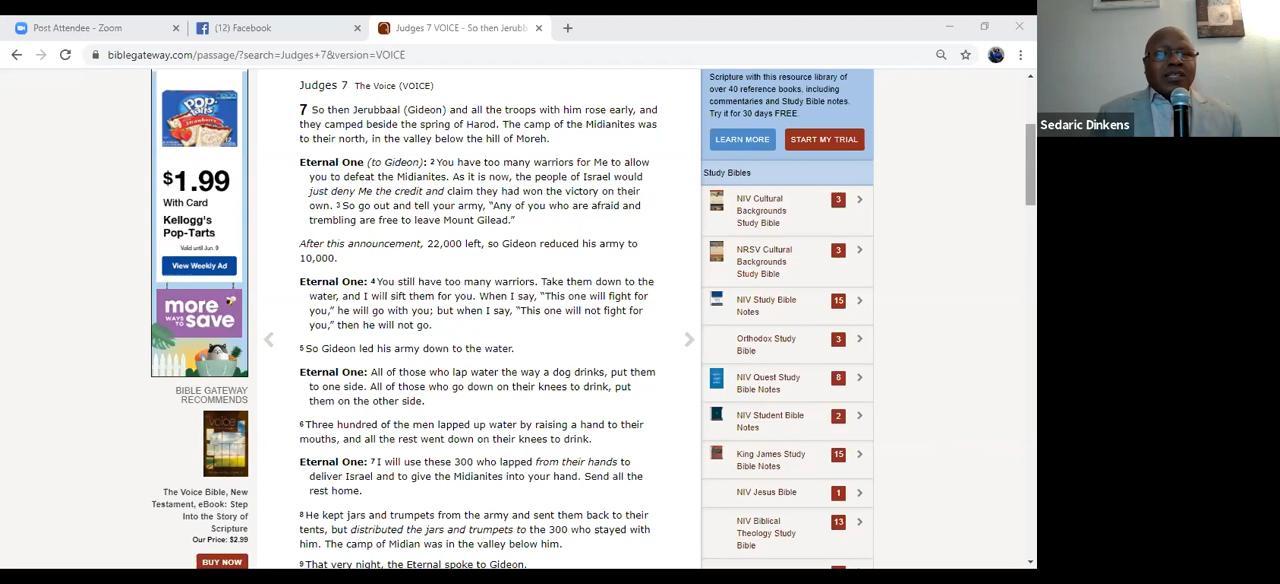 Post Attendee - Zoom
(12) Facebook
Judges 7 VOICE - So then Jerubb
biblegateway.com/passage/?search=Judges+7&version=VOICE
Sedaric Dinkens
Pop-Tarts
Strawberry
$1.99
With Card
Kellogg's
Pop-Tarts
Valid until Jun. 9
View Weekly Ad
more
WAYS TO
save
BIBLE GATEWAY
RECOMMENDS
The Voice Bible, New
Testament, eBook: Step
Into the Story of
Scripture
Our Price: $2.99
BUY NOW
Judges 7 The Voice (VOICE)
7 So then Jerubbaal (Gideon) and all the troops with him rose early, and
they camped beside the spring of Harod. The camp of the Midianites was
to their north, in the valley below the hill of Moreh.
Eternal One (to Gideon): 2 You have too many warriors for Me to allow
you to defeat the Midianites. As it is now, the people of Israel would
just deny Me the credit and claim they had won the victory on their
own. 3 So go out and tell your army, “Any of you who are afraid and
trembling are free to leave Mount Gilead.”
After this announcement, 22,000 left, so Gideon reduced his army to
10,000.
Eternal One: 4 You still have too many warriors. Take them down to the
water, and I will sift them for you. When I say, “This one will fight for
you,” he will go with you; but when I say, “This one will not fight for
you,” then he will not go.
5 So Gideon led his army down to the water.
Eternal One: All of those who lap water the way a dog drinks, put them
to one side. All of those who go down on their knees to drink, put
them on the other side.
6 Three hundred of the men lapped up water by raising a hand to their
mouths, and all the rest went down on their knees to drink.
Eternal One: 7 I will use these 300 who lapped from their hands to
deliver Israel and to give the Midianites into your hand. Send all the
rest home.
8 He kept jars and trumpets from the army and sent them back to their
tents, but distributed the jars and trumpets to the 300 who stayed with
him. The camp of Midian was in the valley below him.
9 That very night, the Eternal spoke to Gideon.
Scripture with this resource library of
over 40 reference books, including
commentaries and Study Bible notes.
Try it for 30 days FREE.
LEARN MORE
START MY TRIAL
Study Bibles
NIV Cultural
Backgrounds
Study Bible
3
NRSV Cultural
Backgrounds
Study Bible
3
NIV Study Bible
Notes
15
Orthodox Study
Bible
3
NIV Quest Study
Bible Notes
8
NIV Student Bible
Notes
2
King James Study
Bible Notes
15
NIV Jesus Bible
1
NIV Biblical
Theology Study
Bible
13